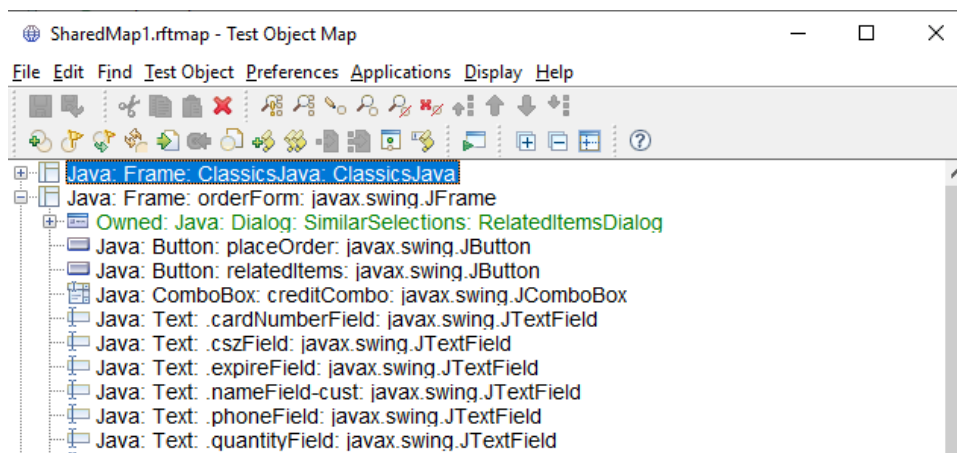 SharedMap1.rftmap - Test Object Map
File Edit Find Test Object Preferences Applications Display Help
Java: Frame: ClassicsJava: ClassicsJava
Java: Frame: orderForm: javax.swing.JFrame
Owned: Java: Dialog: SimilarSelections: RelatedItemsDialog
Java: Button: placeOrder: javax.swing.JButton
Java: Button: relatedItems: javax.swing.JButton
Java: ComboBox: creditCombo: javax.swing.JComboBox
Java: Text: .cardNumberField: javax.swing.JTextField
Java: Text: .cszField: javax.swing.JTextField
Java: Text: .expireField: javax.swing.JTextField
Java: Text: .nameField-cust: javax.swing.JTextField
Java: Text: .phoneField: javax.swing.JTextField
Java: Text: .quantityField: javax.swing.JTextField